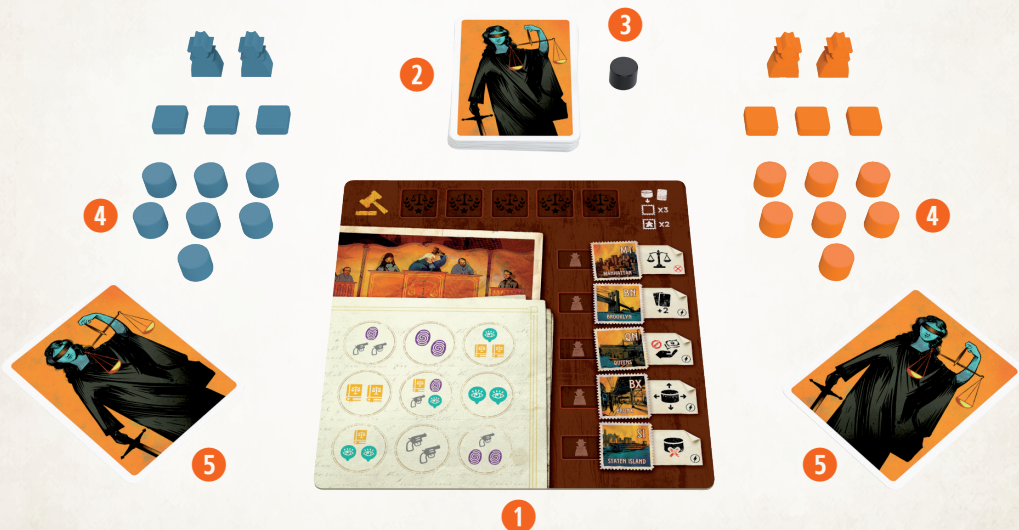 3
2
X3
X2
MN
MANHATTAN
4
4
BN
BROOKLYN
+2
QN
QUEENS
BX
BRONX
SI
STATEN ISLAND
5
5
1